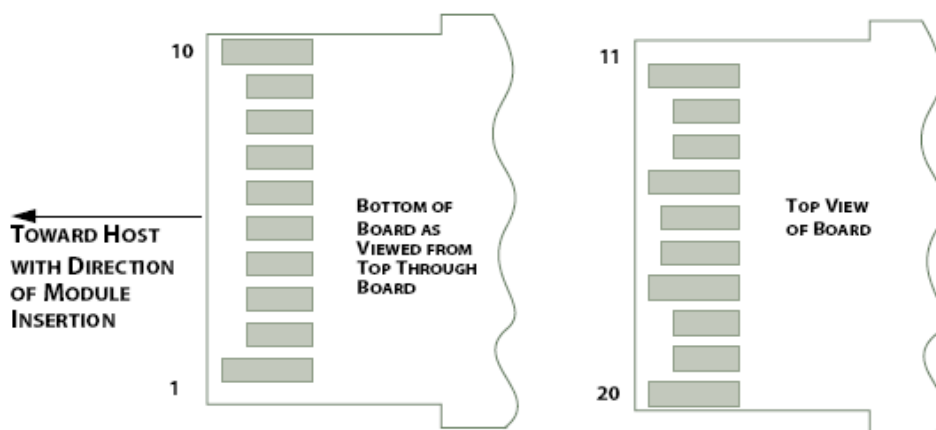 10
BOTTOM OF
BOARD AS
VIEWED FROM
TOP THROUGH
BOARD
TOWARD HOST
WITH DIRECTION
OF MODULE
INSERTION
1
11
TOP VIEW
OF BOARD
20